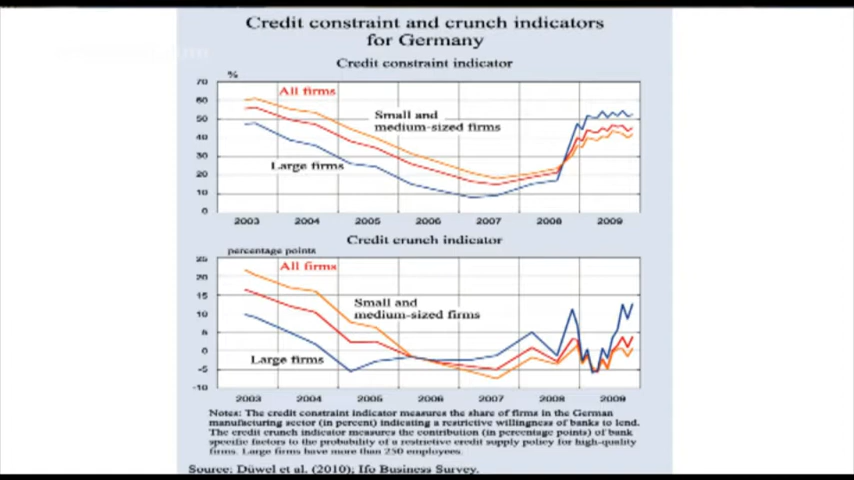 Credit constraint and crunch indicators
for Germany
Credit constraint indicator
%
70
60
50
40
30
20
10
0
All firms
Small and
medium-sized firms
Large firms
2003 2004 2005 2006 2007 2008 2009
Credit crunch indicator
percentage points
25
20
15
10
5
0
-5
-10
All firms
Small and
medium-sized firms
Large firms
2003 2004 2005 2006 2007 2008 2009
Notes: The credit constraint indicator measures the share of firms in the German
manufacturing sector (in percent) indicating a restrictive willingness of banks to lend.
The credit crunch indicator measures the contribution (in percentage points) of bank
specific factors to the probability of a restrictive credit supply policy for high-quality
firms. Large firms have more than 250 employees.
Source: Düwel et al. (2010); Ifo Business Survey.